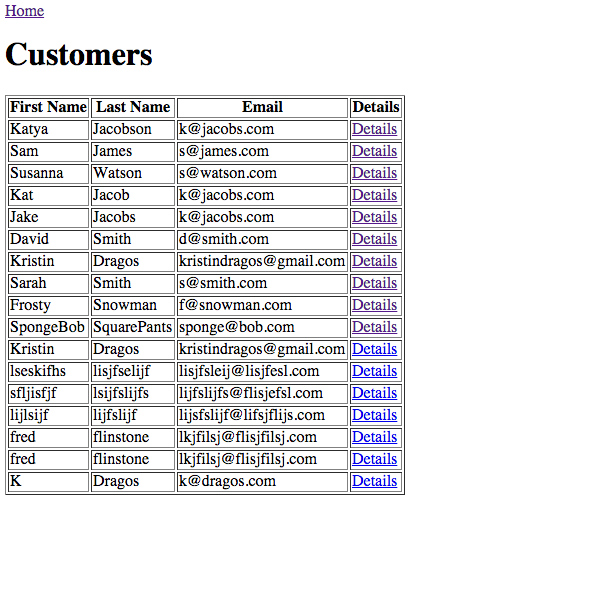 Home
Customers
First Name Last Name Email Details
Katya Jacobson k@jacobs.com Details
Sam James s@james.com Details
Susanna Watson s@watson.com Details
Kat Jacob k@jacobs.com Details
Jake Jacobs k@jacobs.com Details
David Smith d@smith.com Details
Kristin Dragos kristindragos@gmail.com Details
Sarah Smith s@smith.com Details
Frosty Snowman f@snowman.com Details
SpongeBob SquarePants sponge@bob.com Details
Kristin Dragos kristindragos@gmail.com Details
lseskifhs lisjfselijf lisjfsleij@lisjfesl.com Details
sfljisfjf lsijfslijfs lijfslijfs@flisjefsl.com Details
lijlsijf lijfslijf lijsfslijf@lifsjflijs.com Details
fred flinstone lkjfilsj@flisjfilsj.com Details
fred flinstone lkjfilsj@flisjfilsj.com Details
K Dragos k@dragos.com Details